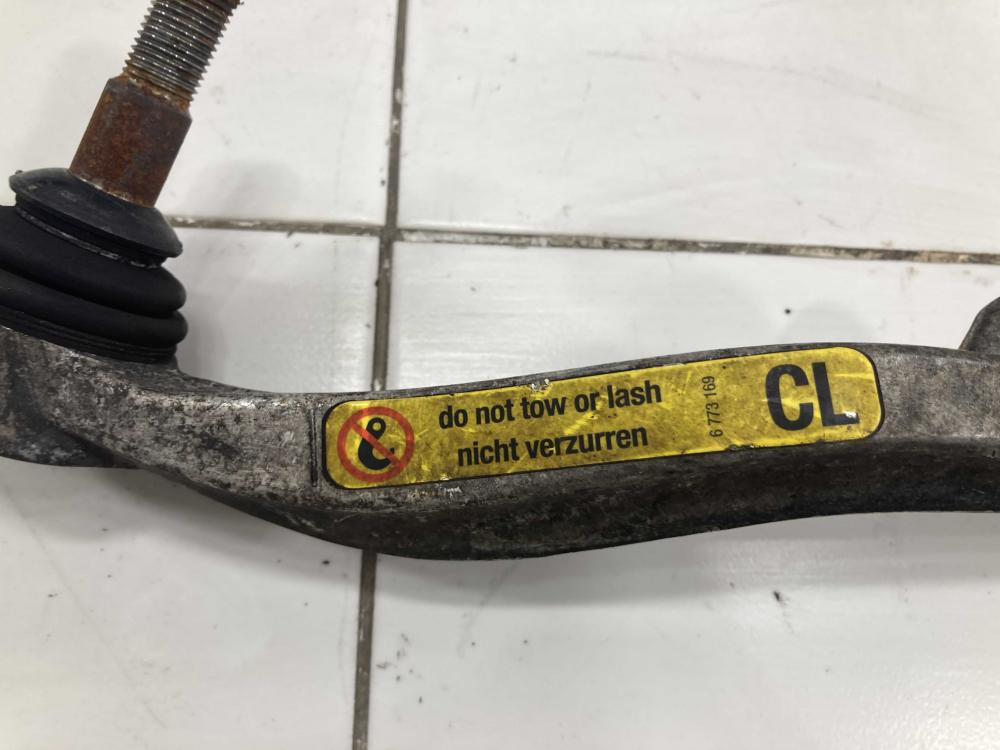 do not tow or lash
nicht verzurren
6 773 169
CL